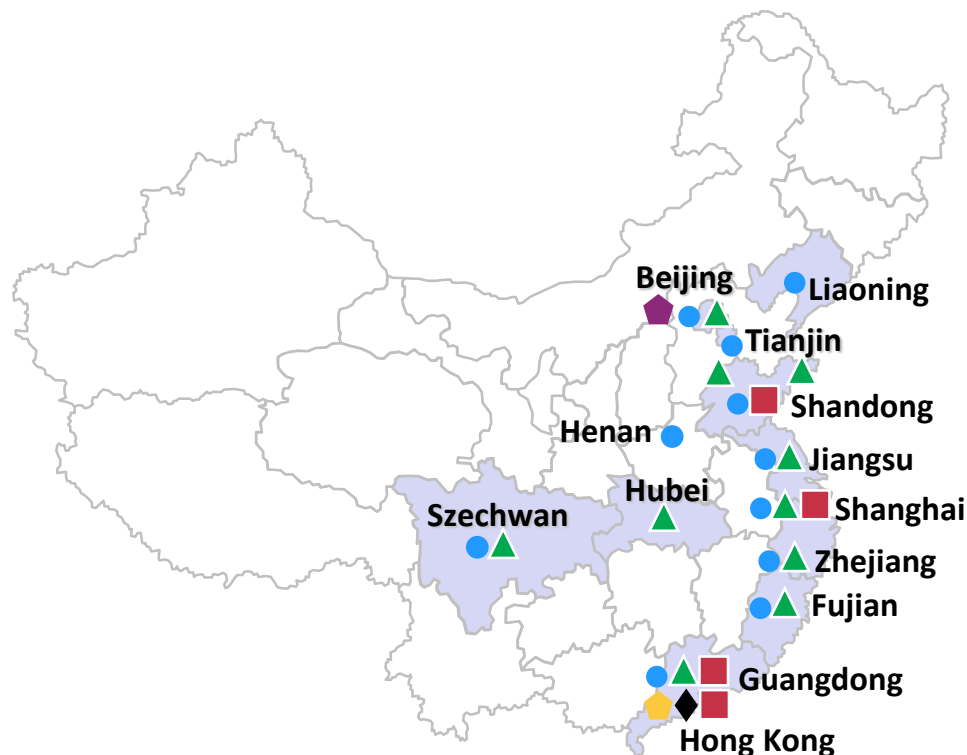 Beijing
Liaoning
Tianjin
Shandong
Henan
Jiangsu
Hubei
Szechwan
Shanghai
Zhejiang
Fujian
Guangdong
Hong Kong